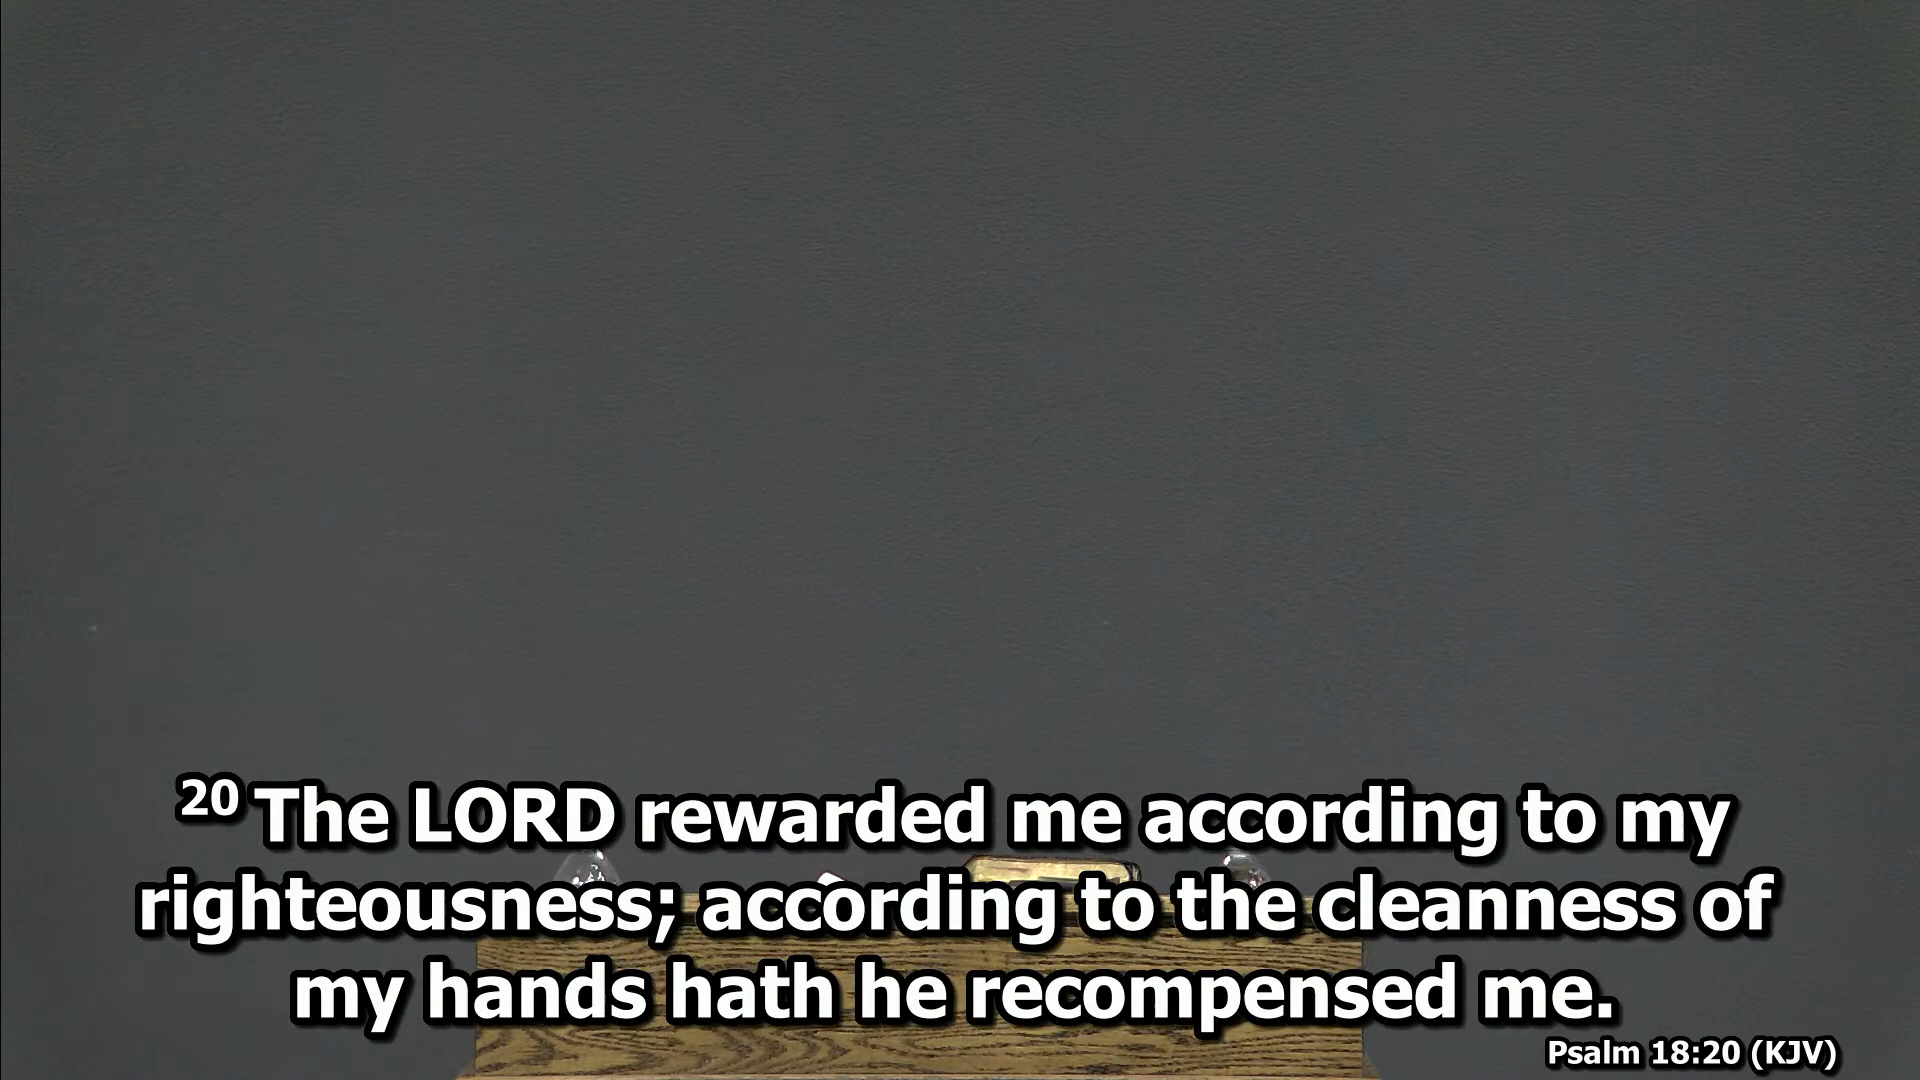 20 The LORD rewarded me according to my
righteousness; according to the cleanness of
my hands hath he recompensed me.
Psalm 18:20 (KJV)